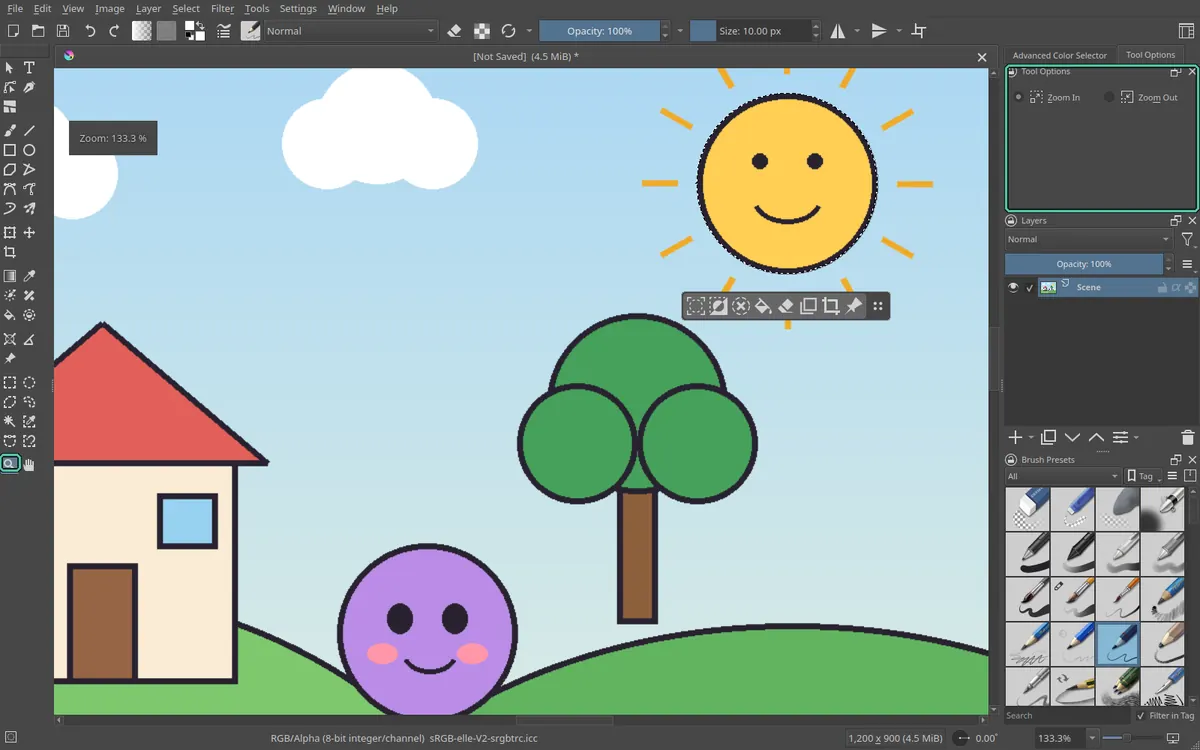 File Edit View Image Layer Select Filter Tools Settings Window Help
Normal
Opacity: 100%
Size: 10.00 px
[Not Saved] (4.5 MiB) *
Advanced Color Selector
Tool Options
Tool Options
Zoom In
Zoom Out
Zoom: 133.3 %
Layers
Normal
Opacity: 100%
Scene
Brush Presets
All
Tag
Search
Filter in Tag
RGB/Alpha (8-bit integer/channel) sRGB-elle-V2-srgbtrc.icc
1,200 x 900 (4.5 MiB)
0.00°
133.3%